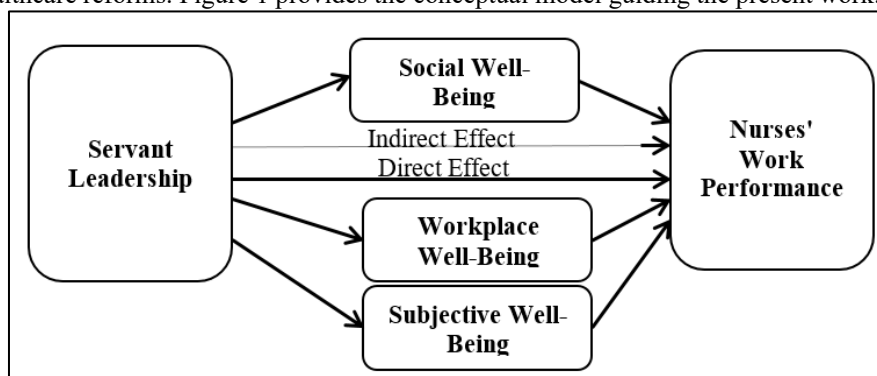 althcare reforms. Figure 1 provides the conceptual model guiding the present work.
Servant
Leadership
Social Well-
Being
Indirect Effect
Direct Effect
Workplace
Well-Being
Subjective Well-
Being
Nurses'
Work
Performance